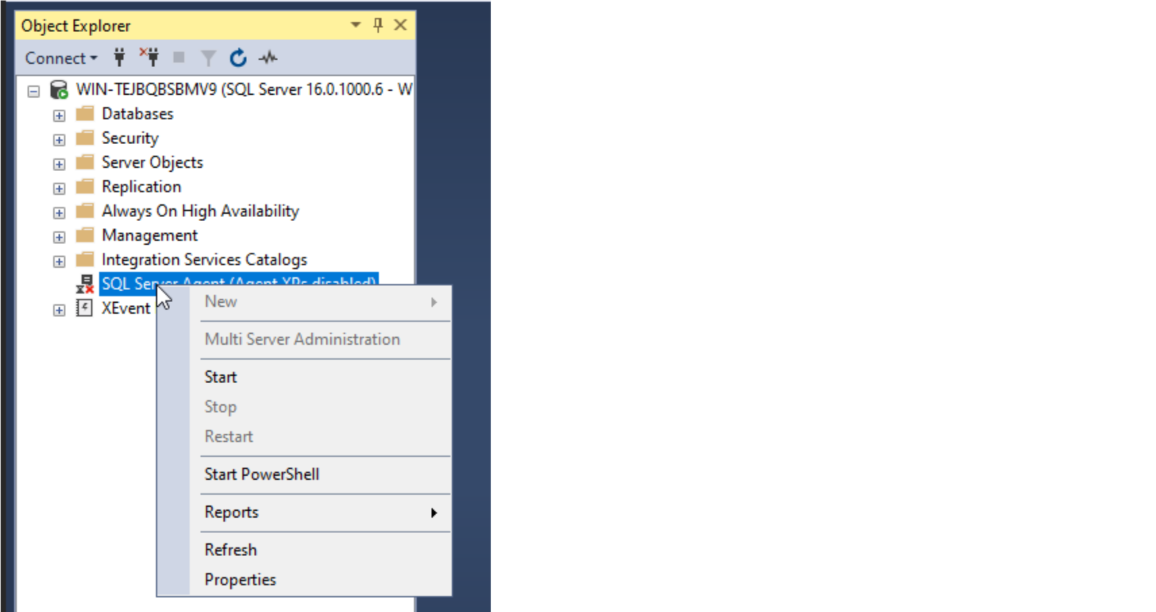 Object Explorer
Connect
WIN-TEJBQBSBMV9 (SQL Server 16.0.1000.6 - W
Databases
Security
Server Objects
Replication
Always On High Availability
Management
Integration Services Catalogs
SQL Server Agent (Agent XPs disabled)
XEvent
New
Multi Server Administration
Start
Stop
Restart
Start PowerShell
Reports
Refresh
Properties